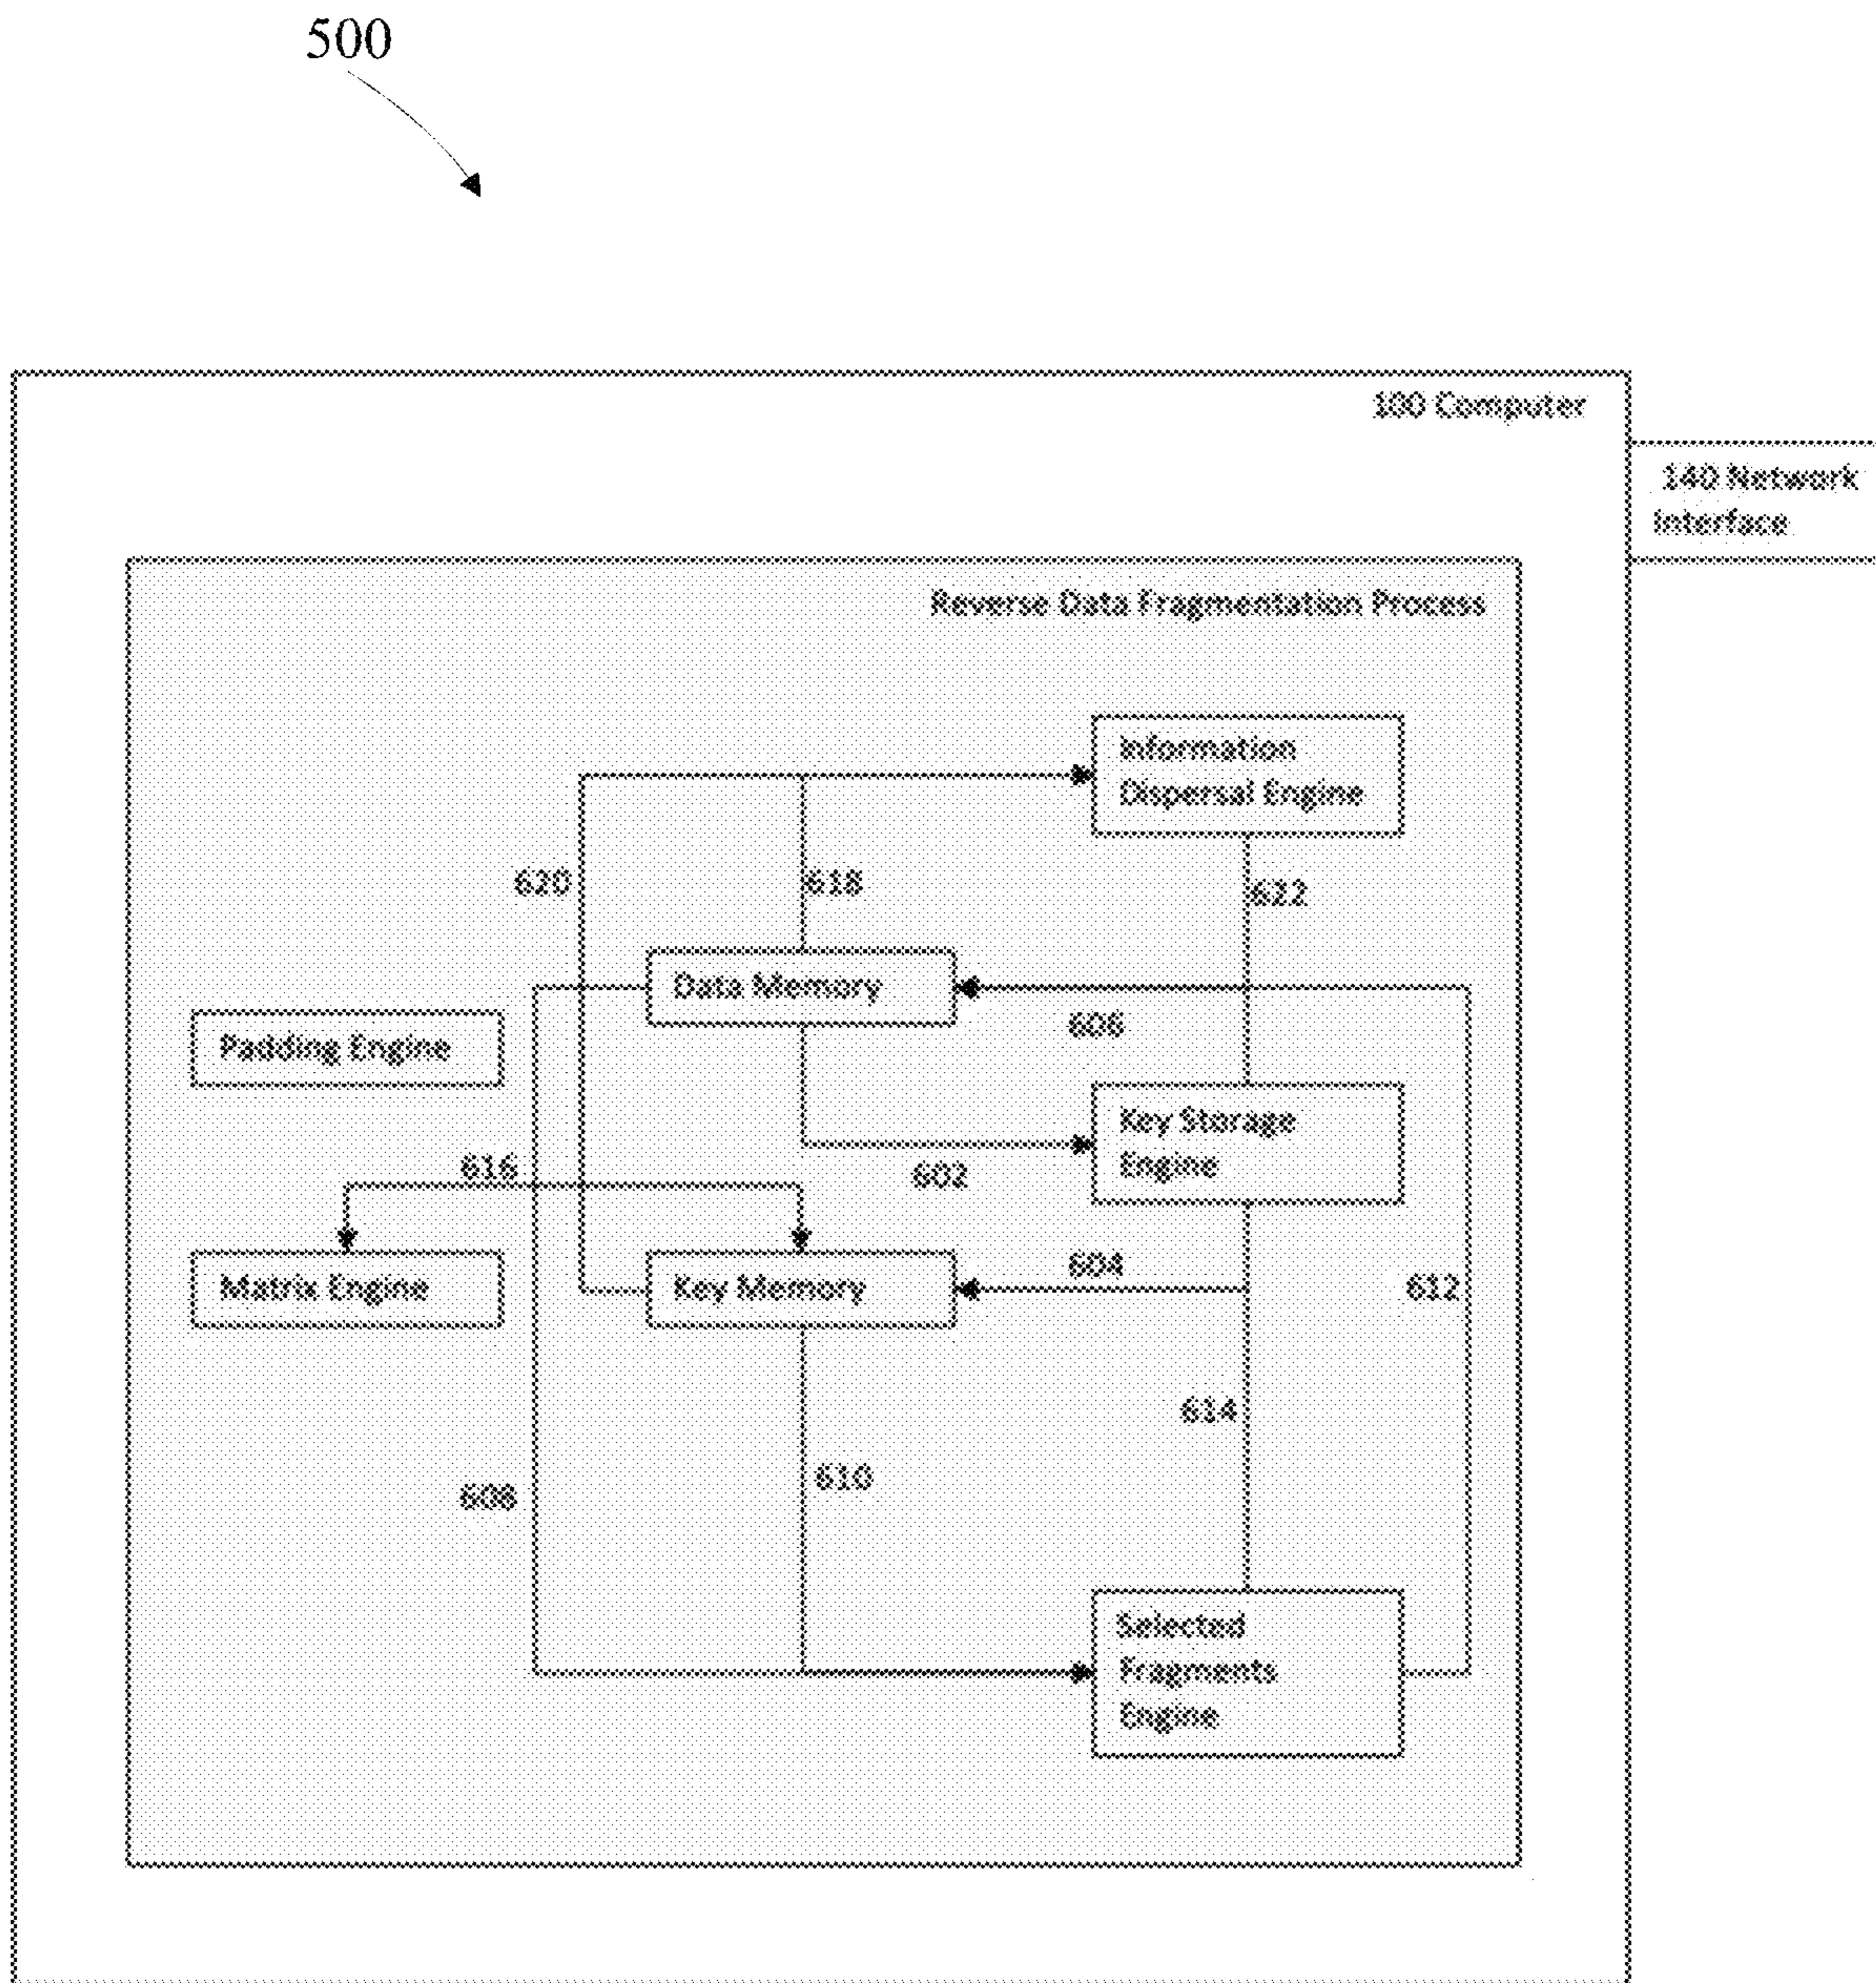 500
100 Computer
140 Network
Interface
Reverse Data Fragmentation Process
Information
Dispersal Engine
620
618
622
Data Memory
606
Padding Engine
Key Storage
Engine
616
602
604
Matrix Engine
Key Memory
612
614
610
608
Selected
Fragments
Engine